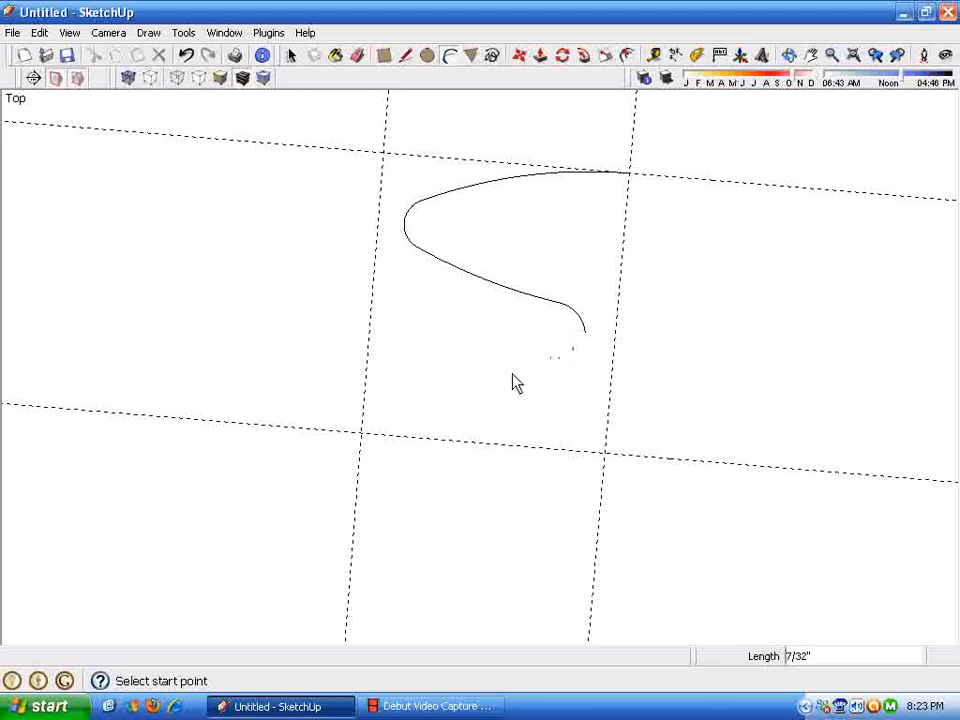 Untitled - SketchUp
File Edit View Camera Draw Tools Window Plugins Help
J F M A M J J A S O N D 06:43 AM Noon 04:46 PM
Top
Length 7/32"
Select start point
start Untitled - SketchUp Debut Video Capture ... 8:23 PM